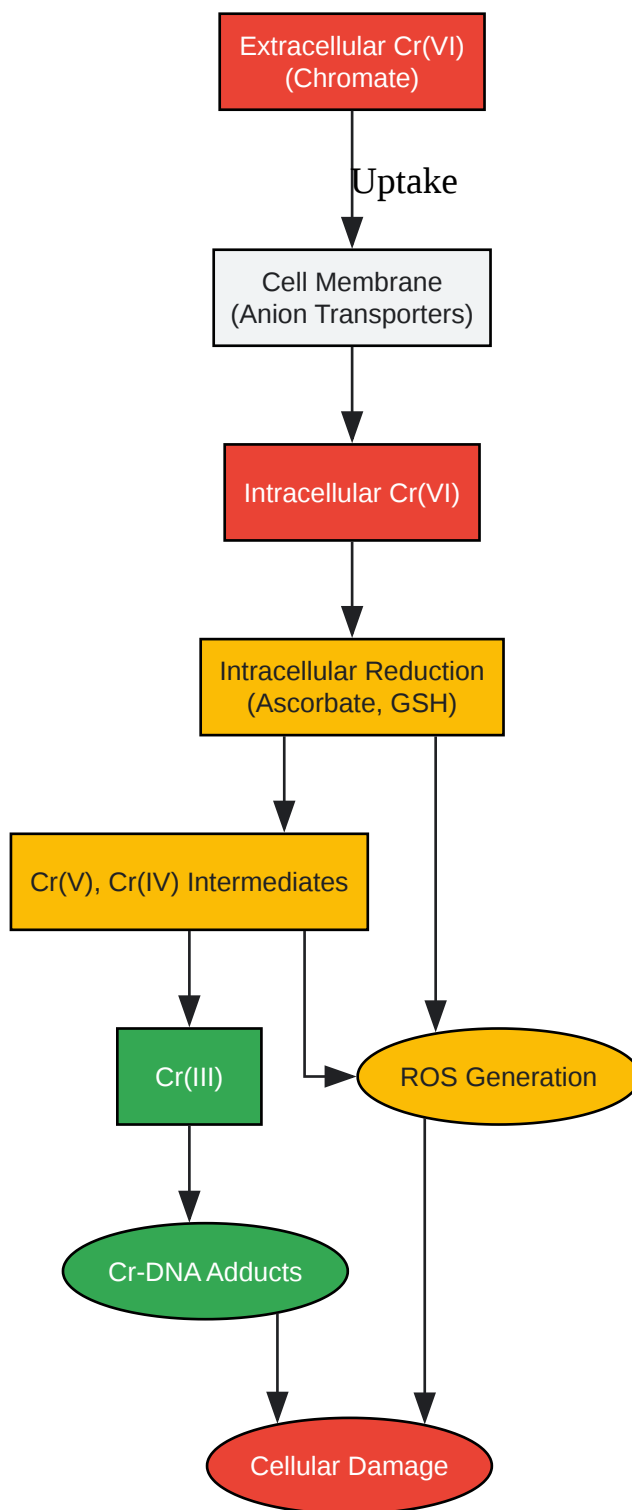 Extracellular Cr(VI)
(Chromate)
Uptake
Cell Membrane
(Anion Transporters)
Intracellular Cr(VI)
Intracellular Reduction
(Ascorbate, GSH)
Cr(V), Cr(IV) Intermediates
Cr(III)
ROS Generation
Cr-DNA Adducts
Cellular Damage